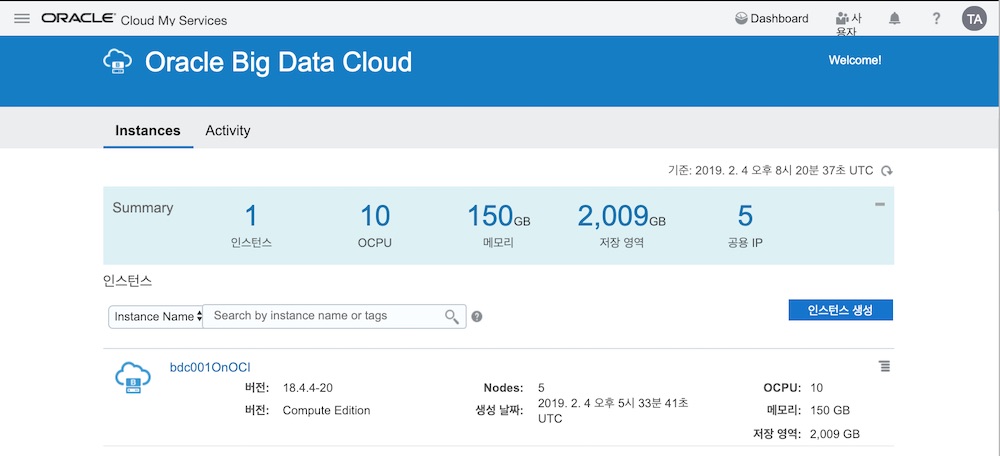 ORACLE Cloud My Services Dashboard 사
용자 ? TA
Oracle Big Data Cloud Welcome!
Instances Activity
기준: 2019. 2. 4 오후 8시 20분 37초 UTC
Summary 1 10 150GB 2,009GB 5
인스턴스 OCPU 메모리 저장 영역 공용 IP
인스턴스
Instance Name Search by instance name or tags ? 인스턴스 생성
bdc001OnOCI
버전: 18.4.4-20 Nodes: 5 OCPU: 10
버전: Compute Edition 생성 날짜: 2019. 2. 4 오후 5시 33분 41초 메모리: 150 GB
UTC
저장 영역: 2,009 GB